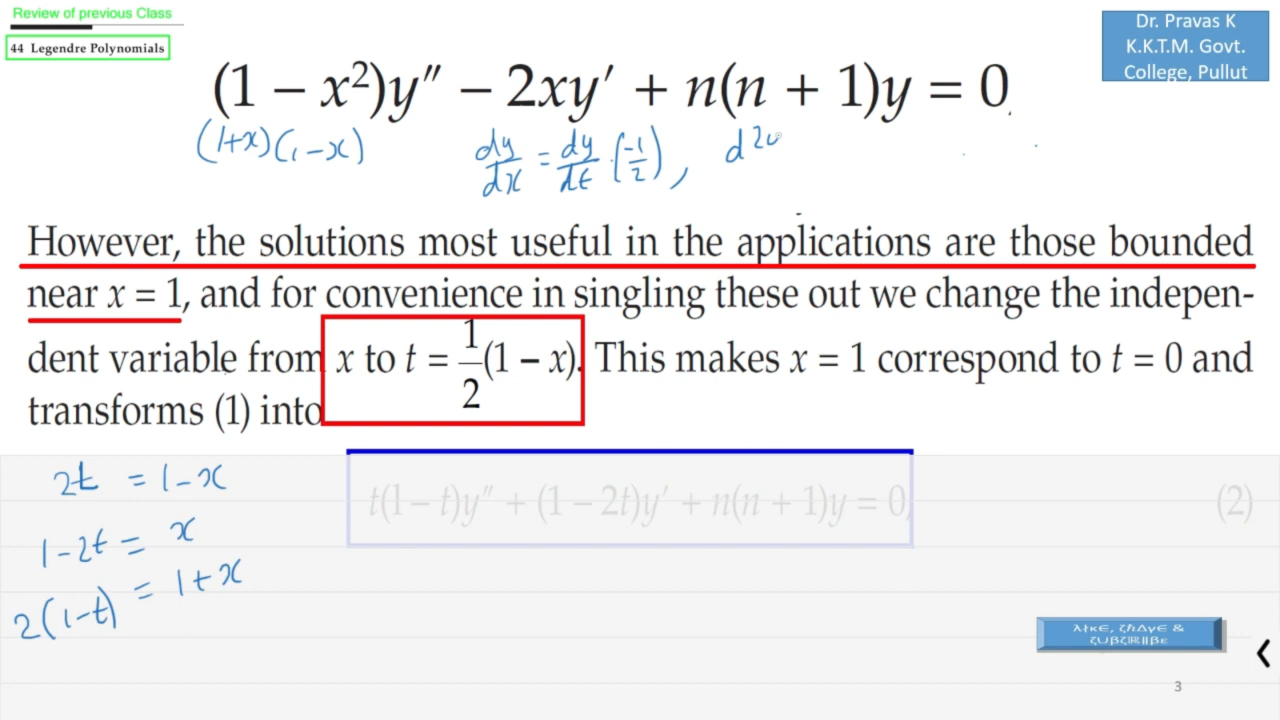 Review of previous Class
44 Legendre Polynomials
Dr. Pravas K
K.K.T.M. Govt.
College, Pullut
(1 − x²)y″ − 2xy′ + n(n + 1)y = 0,
(1+x)(1-x)
dy/dx = dy/dt · (-1/2) ,
However, the solutions most useful in the applications are those bounded
near x = 1, and for convenience in singling these out we change the indepen-
dent variable from x to t = 1/2 (1 − x). This makes x = 1 correspond to t = 0 and
transforms (1) into
2t = 1-x
t(1 − t)y″ + (1 − 2t)y′ + n(n + 1)y = 0, (2)
1-2t = x
2(1-t) = 1+x
3